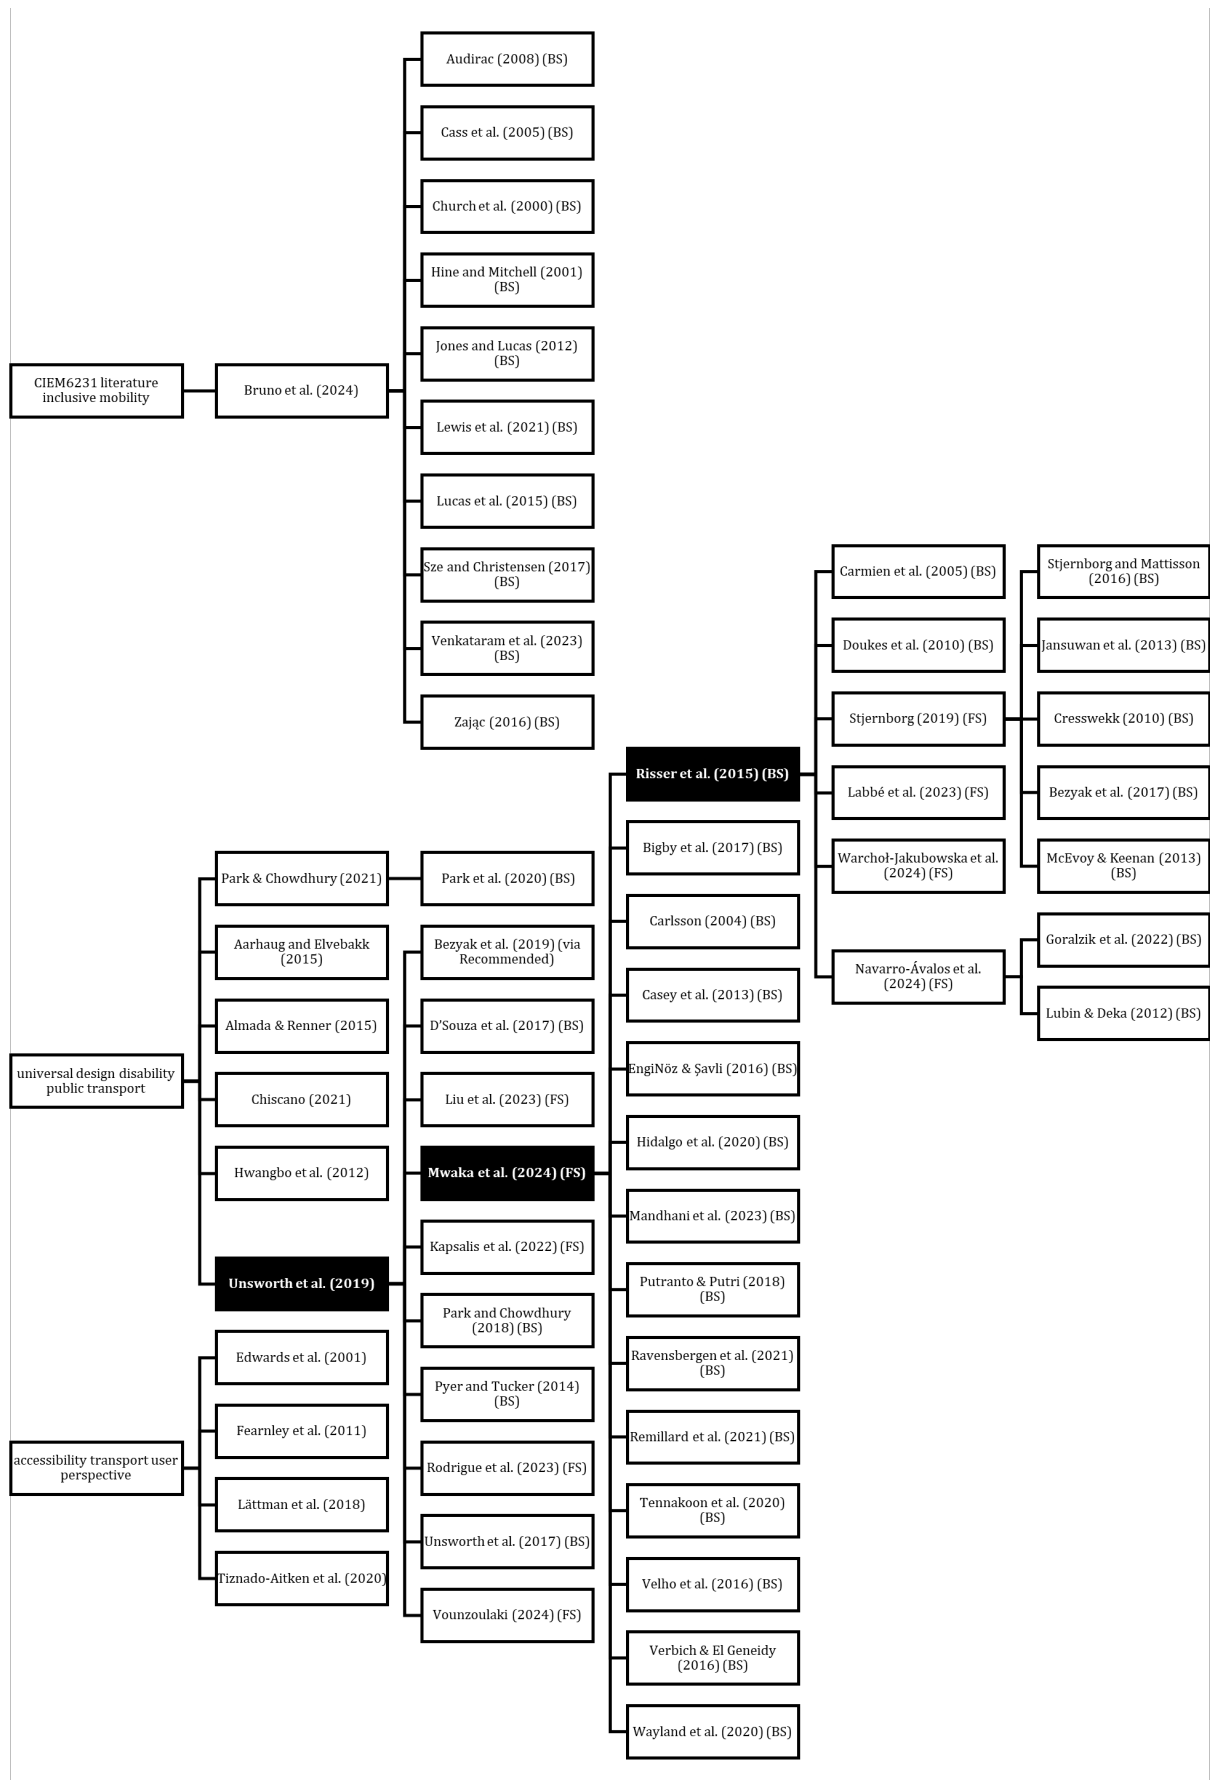 Audirac (2008) (BS)
Cass et al. (2005) (BS)
Church et al. (2000) (BS)
Hine and Mitchell (2001)
(BS)
Jones and Lucas (2012)
(BS)
CIEM6231 literature
inclusive mobility
Bruno et al. (2024)
Lewis et al. (2021) (BS)
Lucas et al. (2015) (BS)
Sze and Christensen (2017)
(BS)
Venkataram et al. (2023)
(BS)
Zając (2016) (BS)
universal design disability
public transport
Park & Chowdhury (2021)
Aarhaug and Elvebakk
(2015)
Almada & Renner (2015)
Chiscano (2021)
Hwangbo et al. (2012)
Unsworth et al. (2019)
accessibility transport user
perspective
Edwards et al. (2001)
Fearnley et al. (2011)
Lättman et al. (2018)
Tiznado-Aitken et al. (2020)
Park et al. (2020) (BS)
Bezyak et al. (2019) (via
Recommended)
D'Souza et al. (2017) (BS)
Liu et al. (2023) (FS)
Mwaka et al. (2024) (FS)
Kapsalis et al. (2022) (FS)
Park and Chowdhury
(2018) (BS)
Pyer and Tucker (2014)
(BS)
Rodrigue et al. (2023) (FS)
Unsworth et al. (2017) (BS)
Vounzoulaki (2024) (FS)
Risser et al. (2015) (BS)
Bigby et al. (2017) (BS)
Carlsson (2004) (BS)
Casey et al. (2013) (BS)
EngiNöz & Şavli (2016) (BS)
Hidalgo et al. (2020) (BS)
Mandhani et al. (2023) (BS)
Putranto & Putri (2018)
(BS)
Ravensbergen et al. (2021)
(BS)
Remillard et al. (2021) (BS)
Tennakoon et al. (2020)
(BS)
Velho et al. (2016) (BS)
Verbich & El Geneidy
(2016) (BS)
Wayland et al. (2020) (BS)
Carmien et al. (2005) (BS)
Doukes et al. (2010) (BS)
Stjernborg (2019) (FS)
Labbé et al. (2023) (FS)
Warchoł-Jakubowska et al.
(2024) (FS)
Navarro-Ávalos et al.
(2024) (FS)
Stjernborg and Mattisson
(2016) (BS)
Jansuwan et al. (2013) (BS)
Cresswekk (2010) (BS)
Bezyak et al. (2017) (BS)
McEvoy & Keenan (2013)
(BS)
Goralzik et al. (2022) (BS)
Lubin & Deka (2012) (BS)